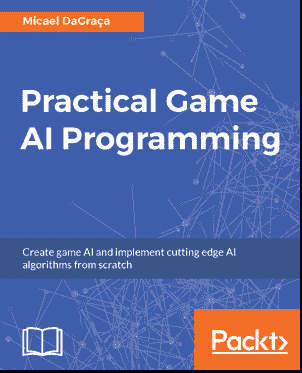 Micael DaGraça
Practical Game
AI Programming
Create game AI and implement cutting edge AI
algorithms from scratch
Packt>